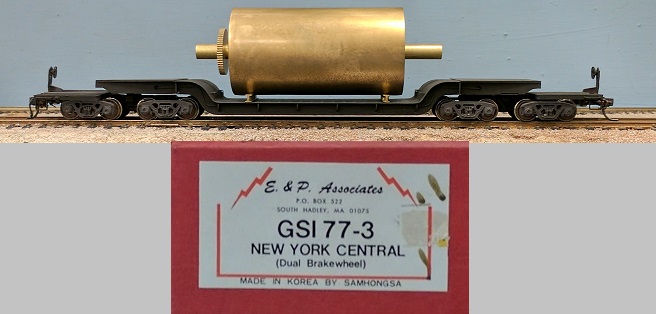 E. & P. Associates
P.O. BOX 322
SOUTH HADLEY, MA 01075
GSI 77-3
NEW YORK CENTRAL
(Dual Brakewheel)
MADE IN KOREA BY SAMHONGSA